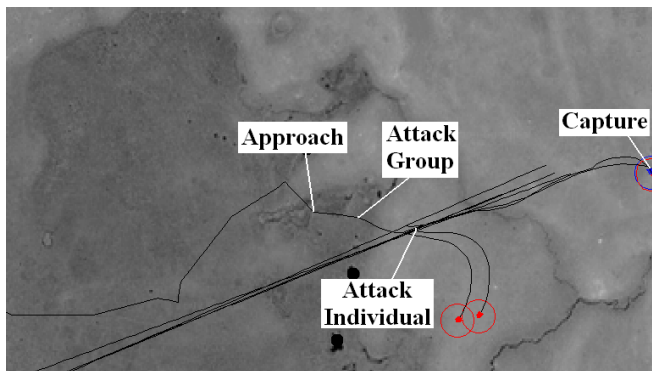 Approach
Attack
Group
Capture
Attack
Individual